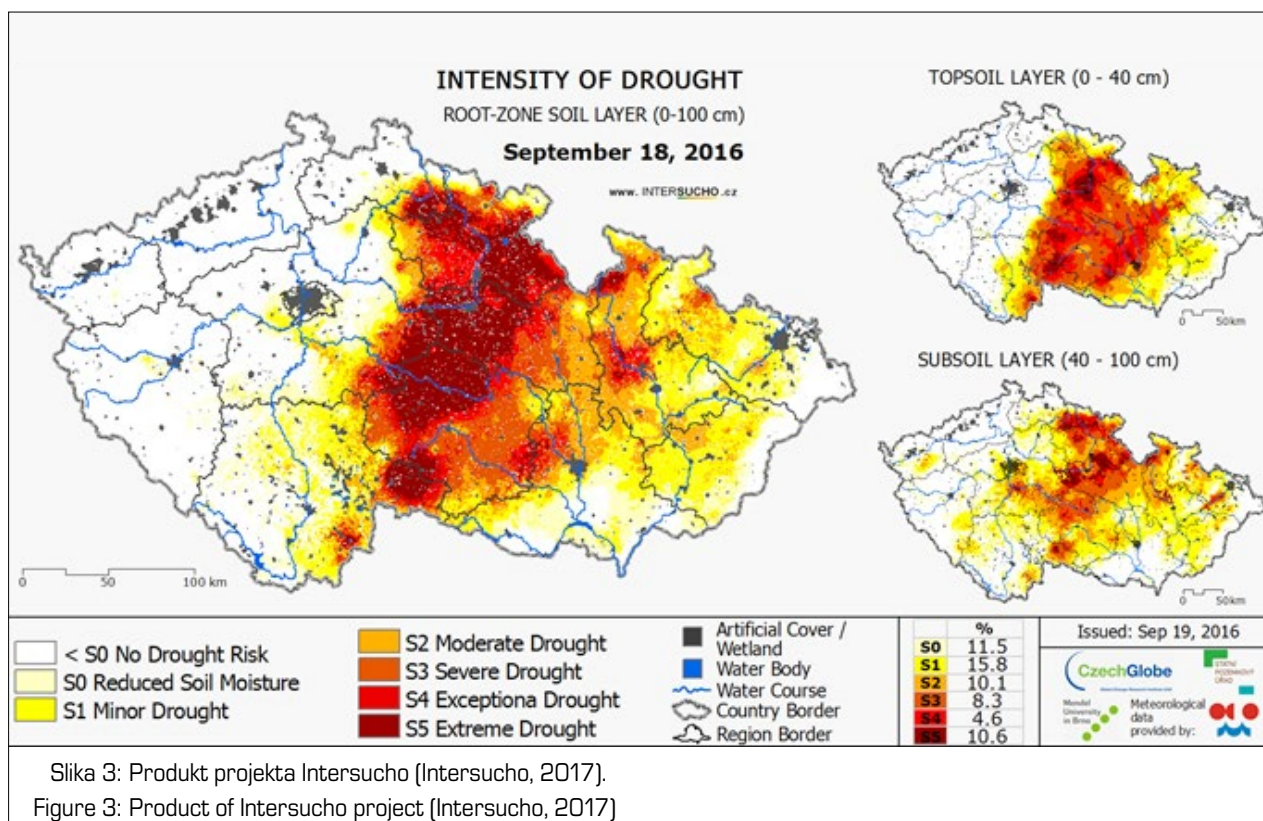 INTENSITY OF DROUGHT
ROOT-ZONE SOIL LAYER (0-100 cm)
September 18, 2016
www. INTERSUCHO.cz
0 50 100 km
TOPSOIL LAYER (0 - 40 cm)
0 50km
SUBSOIL LAYER (40 - 100 cm)
0 50km
< S0 No Drought Risk
S0 Reduced Soil Moisture
S1 Minor Drought
S2 Moderate Drought
S3 Severe Drought
S4 Exceptiona Drought
S5 Extreme Drought
Artificial Cover /
Wetland
Water Body
Water Course
Country Border
Region Border
%
S0 11.5
S1 15.8
S2 10.1
S3 8.3
S4 4.6
S5 10.6
Issued: Sep 19, 2016
CzechGlobe
STÁTNÍ
POZEMKOVÝ
ÚŘAD
Mendel
University
in Brno
Meteorological
data
provided by:
Slika 3: Produkt projekta Intersucho (Intersucho, 2017).
Figure 3: Product of Intersucho project (Intersucho, 2017)